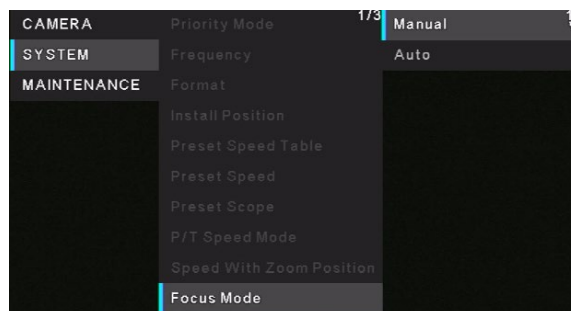 CAMERA
SYSTEM
MAINTENANCE
1/3
Priority Mode
Frequency
Format
Install Position
Preset Speed Table
Preset Speed
Preset Scope
P/T Speed Mode
Speed With Zoom Position
Focus Mode
Manual
Auto